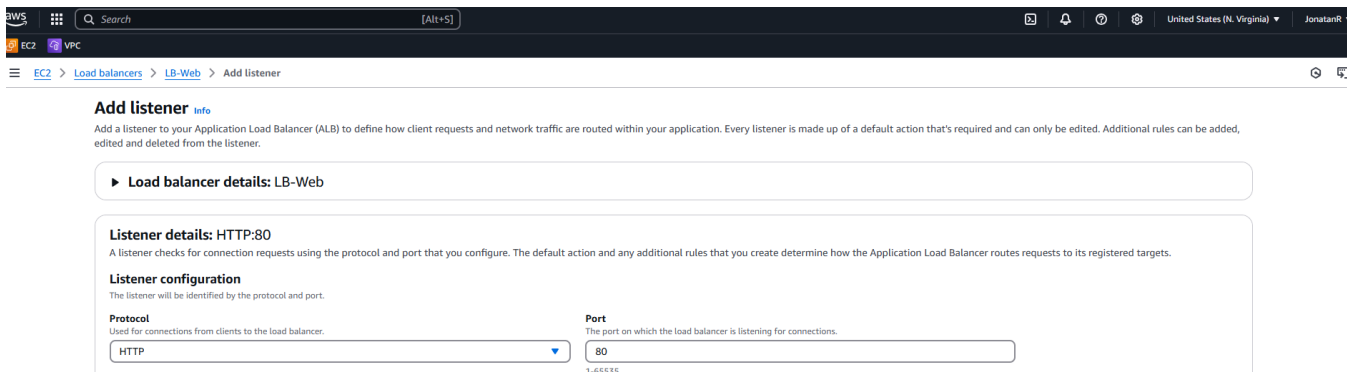 aws Search [Alt+S] United States (N. Virginia) ▼ JonatanR
EC2 VPC
EC2 > Load balancers > LB-Web > Add listener
Add listener Info
Add a listener to your Application Load Balancer (ALB) to define how client requests and network traffic are routed within your application. Every listener is made up of a default action that's required and can only be edited. Additional rules can be added,
edited and deleted from the listener.
Load balancer details: LB-Web
Listener details: HTTP:80
A listener checks for connection requests using the protocol and port that you configure. The default action and any additional rules that you create determine how the Application Load Balancer routes requests to its registered targets.
Listener configuration
The listener will be identified by the protocol and port.
Protocol Port
Used for connections from clients to the load balancer. The port on which the load balancer is listening for connections.
HTTP 80
1-65535